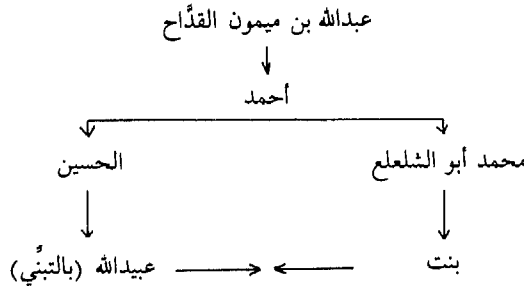 عبدالله بن ميمون القدَّاح
أحمد
محمد أبو الشلعلع الحسين
بنت عبيدالله (بالتبنِّي)